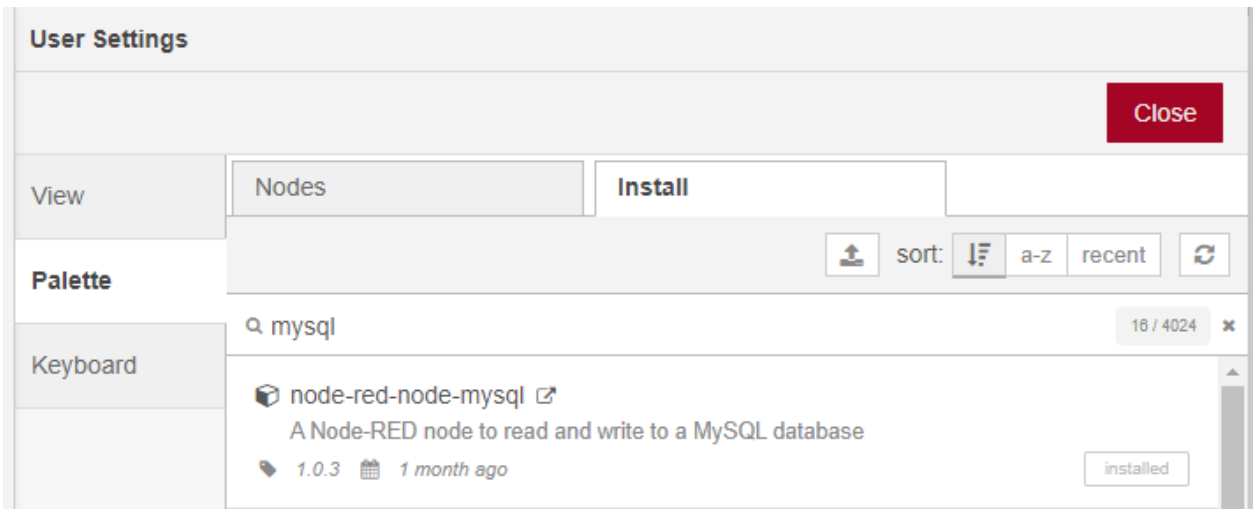 User Settings
Close
View
Nodes
Install
sort:
a-z
recent
Palette
mysql
16 / 4024
Keyboard
node-red-node-mysql
A Node-RED node to read and write to a MySQL database
1.0.3
1 month ago
installed